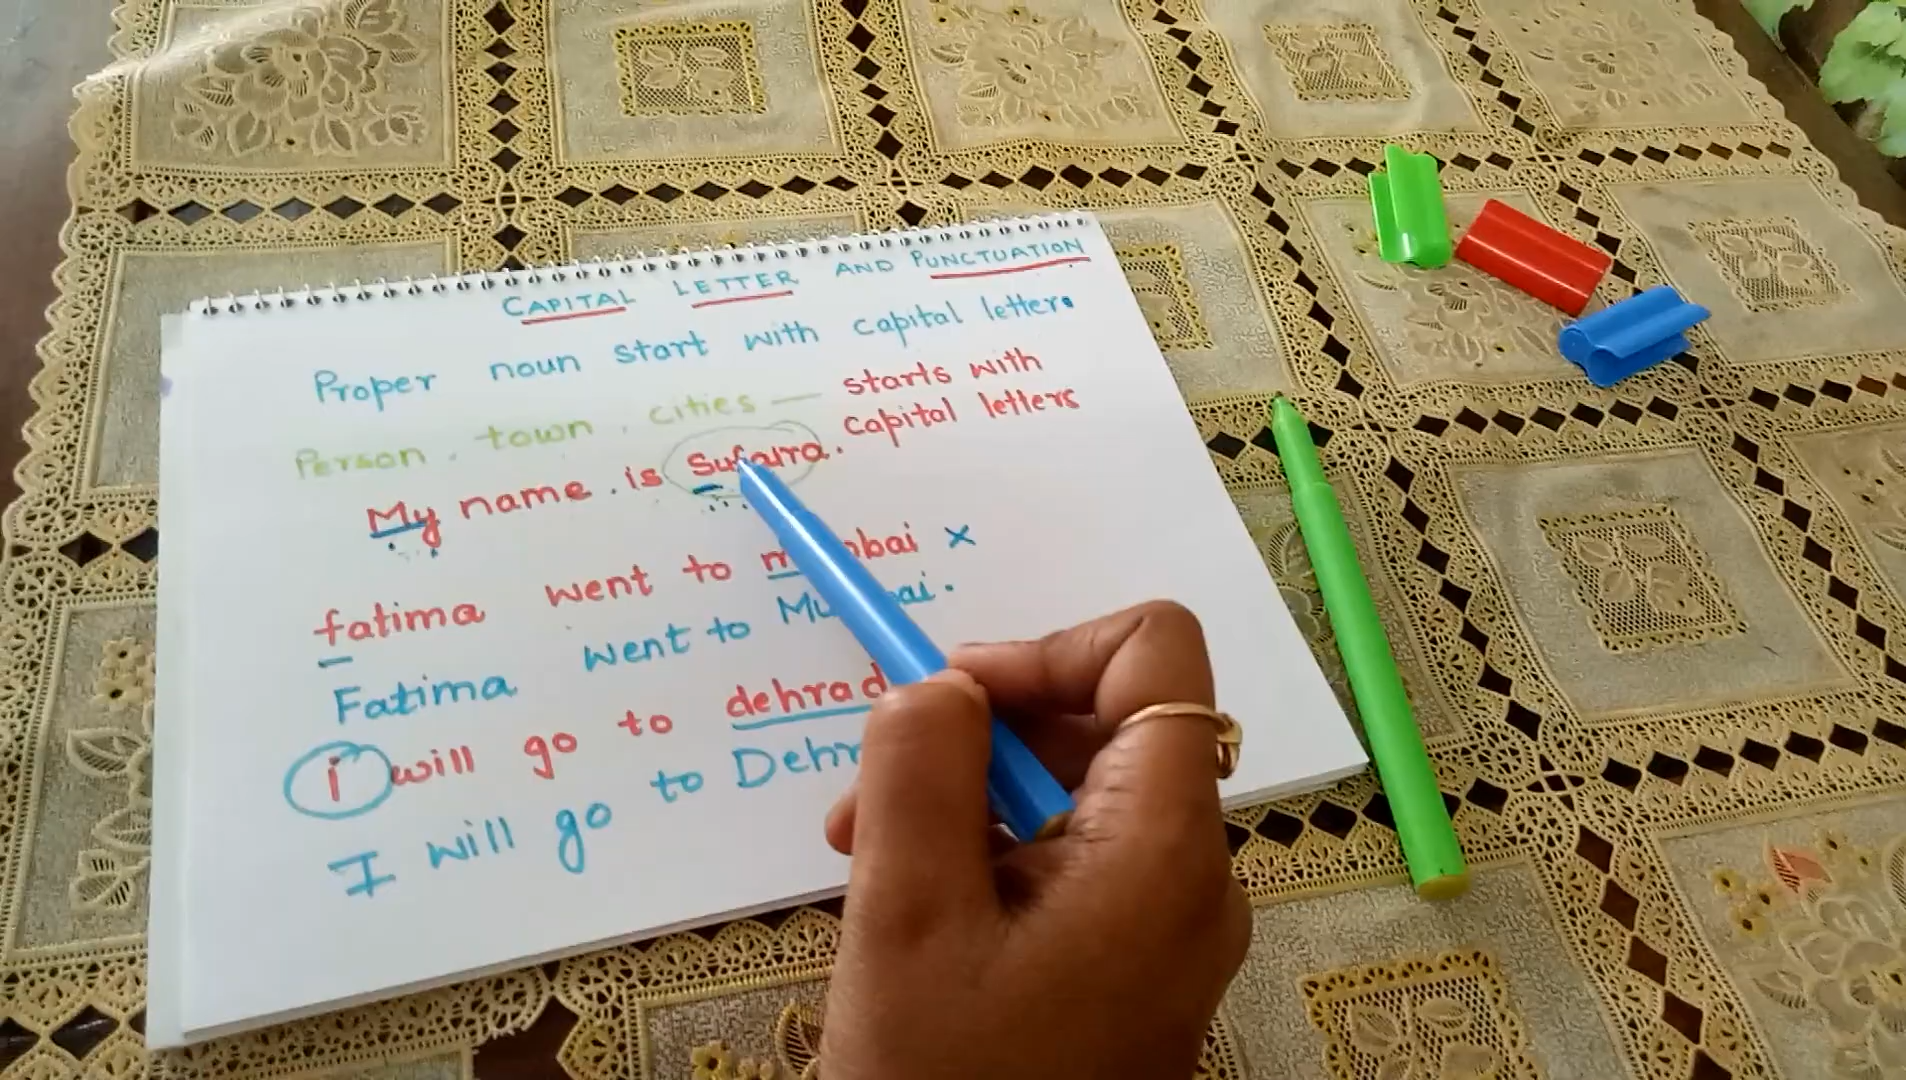 CAPITAL LETTER AND PUNCTUATION
Proper noun start with capital letters
Person, town, cities — starts with capital letters
My name is Sufaira.
fatima went to mumbai ×
Fatima went to
i will go to
I will go to